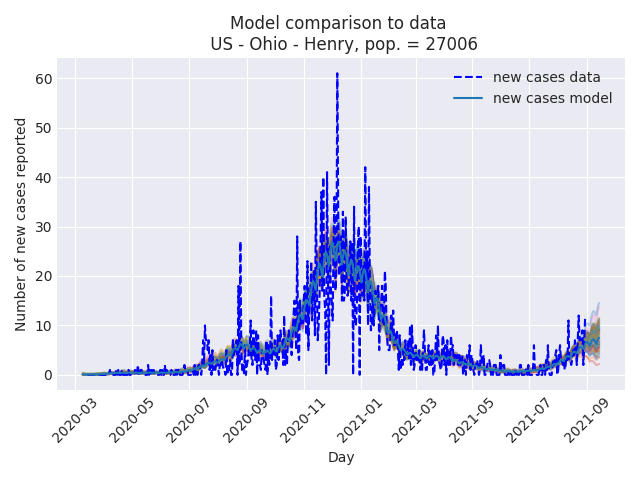 Model comparison to data
US - Ohio - Henry, pop. = 27006
new cases data
new cases model
Number of new cases reported
60
50
40
30
20
10
0
2020-03
2020-05
2020-07
2020-09
2020-11
2021-01
2021-03
2021-05
2021-07
2021-09
Day